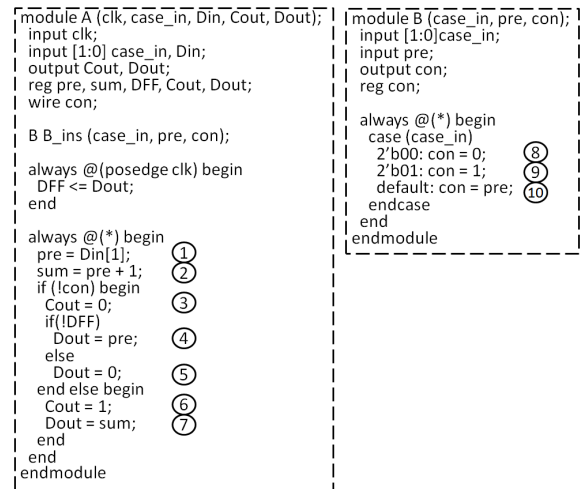 module A (clk, case_in, Din, Cout, Dout);
input clk;
input [1:0] case_in, Din;
output Cout, Dout;
reg pre, sum, DFF, Cout, Dout;
wire con;
B B_ins (case_in, pre, con);
always @(posedge clk) begin
DFF <= Dout;
end
always @(*) begin
pre = Din[1]; 1
sum = pre + 1; 2
if (!con) begin
Cout = 0; 3
if(!DFF)
Dout = pre; 4
else
Dout = 0; 5
end else begin
Cout = 1; 6
Dout = sum; 7
end
end
endmodule
module B (case_in, pre, con);
input [1:0]case_in;
input pre;
output con;
reg con;
always @(*) begin
case (case_in)
2'b00: con = 0; 8
2'b01: con = 1; 9
default: con = pre; 10
endcase
end
endmodule